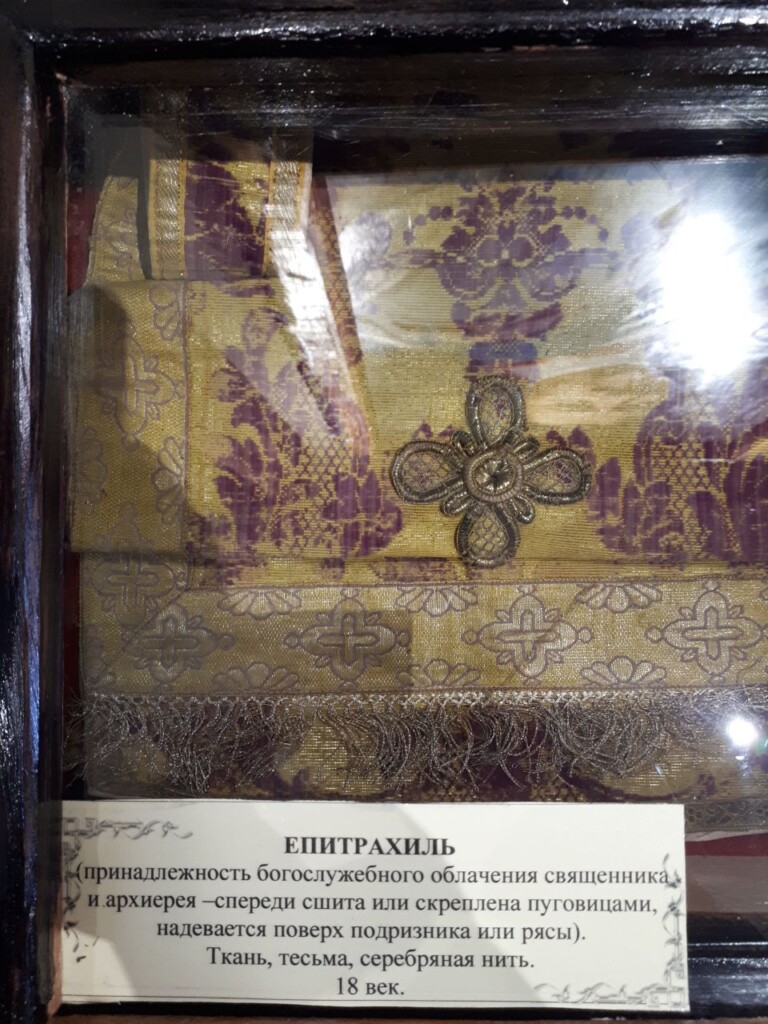 ЕПИТРАХИЛЬ
(принадлежность богослужебного облачения священника
и архиерея –спереди сшита или скреплена пуговицами,
надевается поверх подризника или рясы).
Ткань, тесьма, серебряная нить.
18 век.